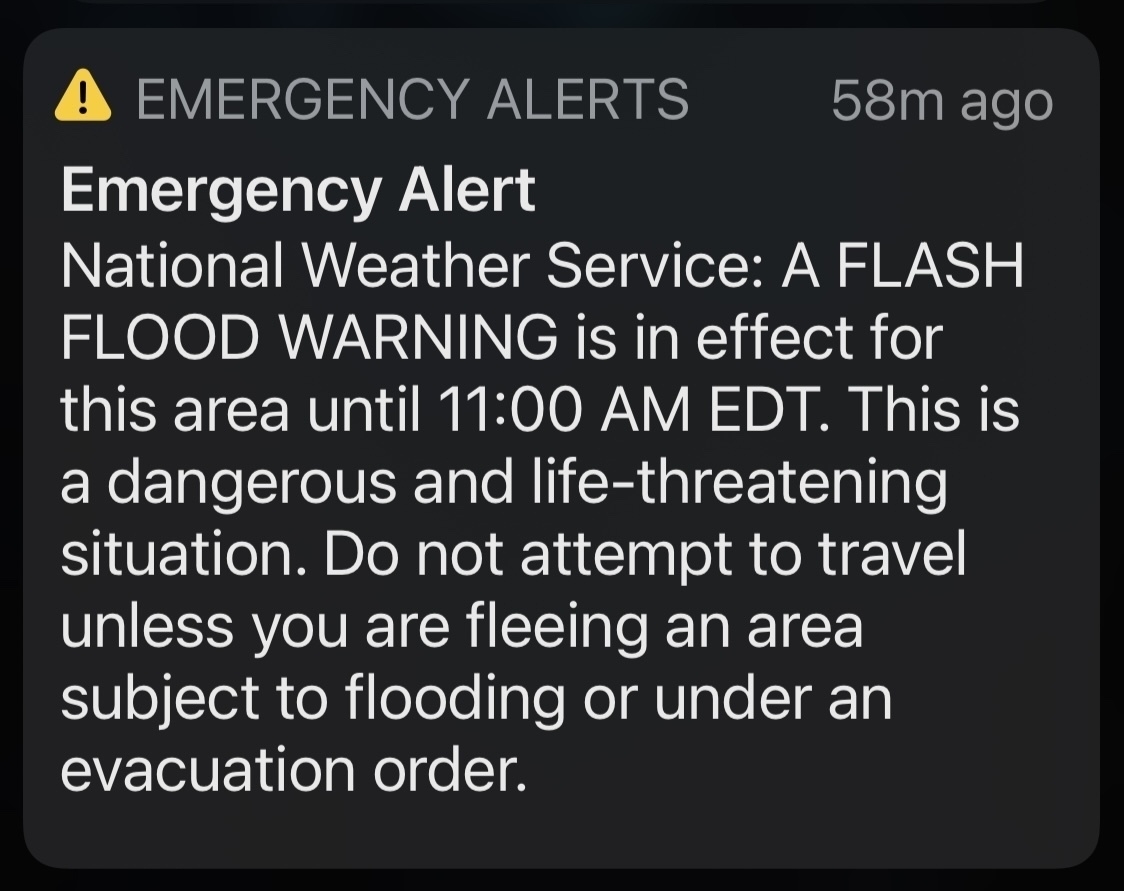 EMERGENCY ALERTS 58m ago
Emergency Alert
National Weather Service: A FLASH
FLOOD WARNING is in effect for
this area until 11:00 AM EDT. This is
a dangerous and life-threatening
situation. Do not attempt to travel
unless you are fleeing an area
subject to flooding or under an
evacuation order.